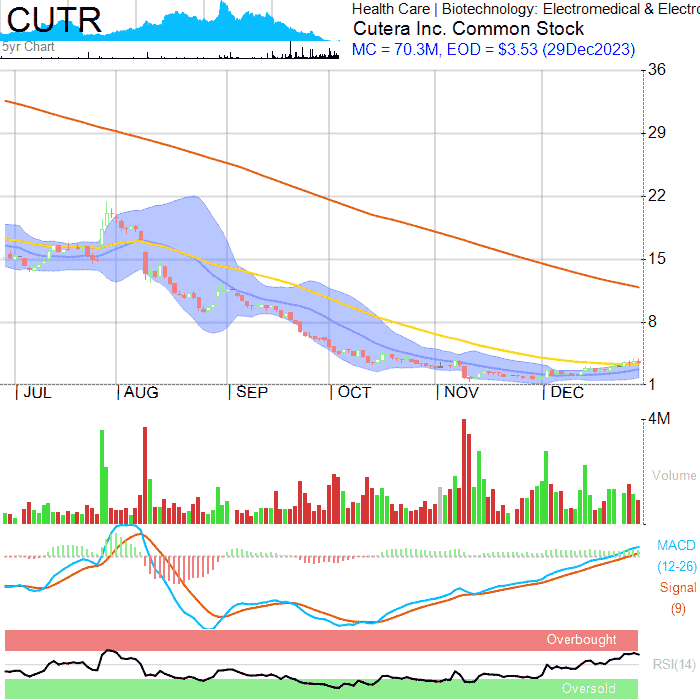 CUTR
5yr Chart
Health Care | Biotechnology: Electromedical & Electro
Cutera Inc. Common Stock
MC = 70.3M, EOD = $3.53 (29Dec2023)
36
29
22
15
8
1
| JUL | AUG | SEP | OCT | NOV | DEC
4M
Volume
MACD
(12-26)
Signal
(9)
Overbought
RSI(14)
Oversold